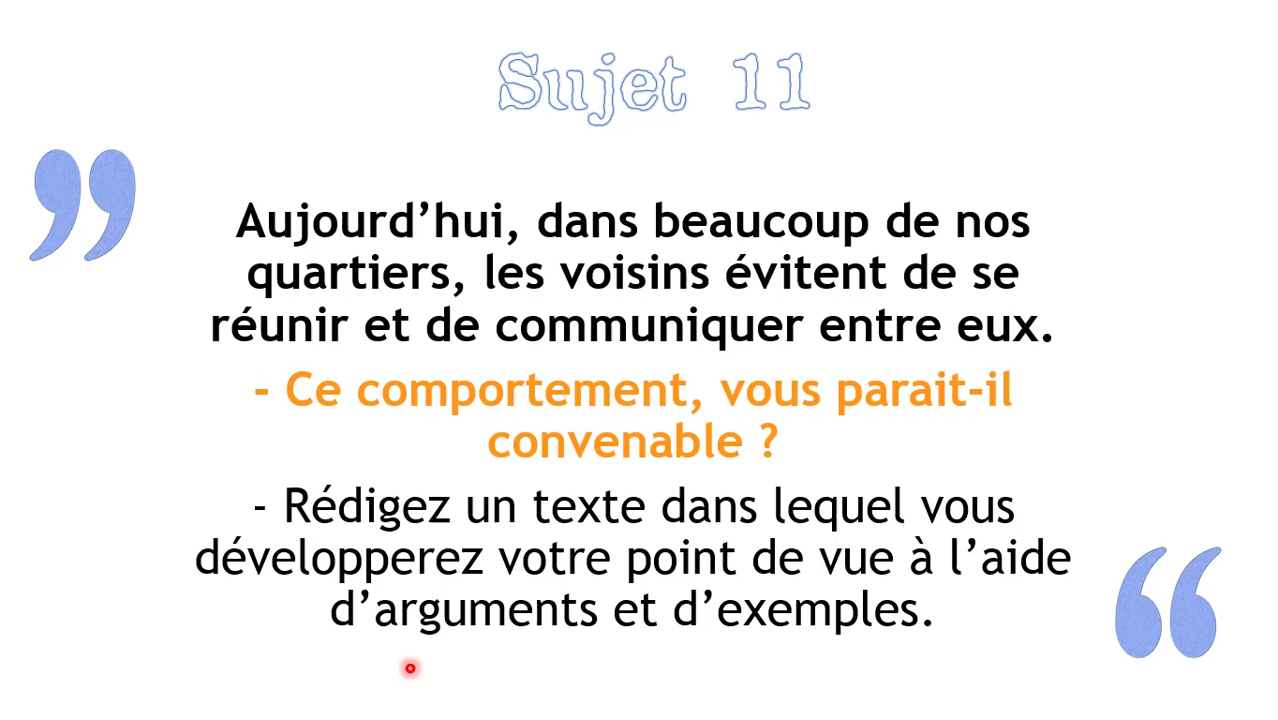 Sujet 11
Aujourd’hui, dans beaucoup de nos
quartiers, les voisins évitent de se
réunir et de communiquer entre eux.
- Ce comportement, vous parait-il
convenable ?
- Rédigez un texte dans lequel vous
développerez votre point de vue à l’aide
d’arguments et d’exemples.